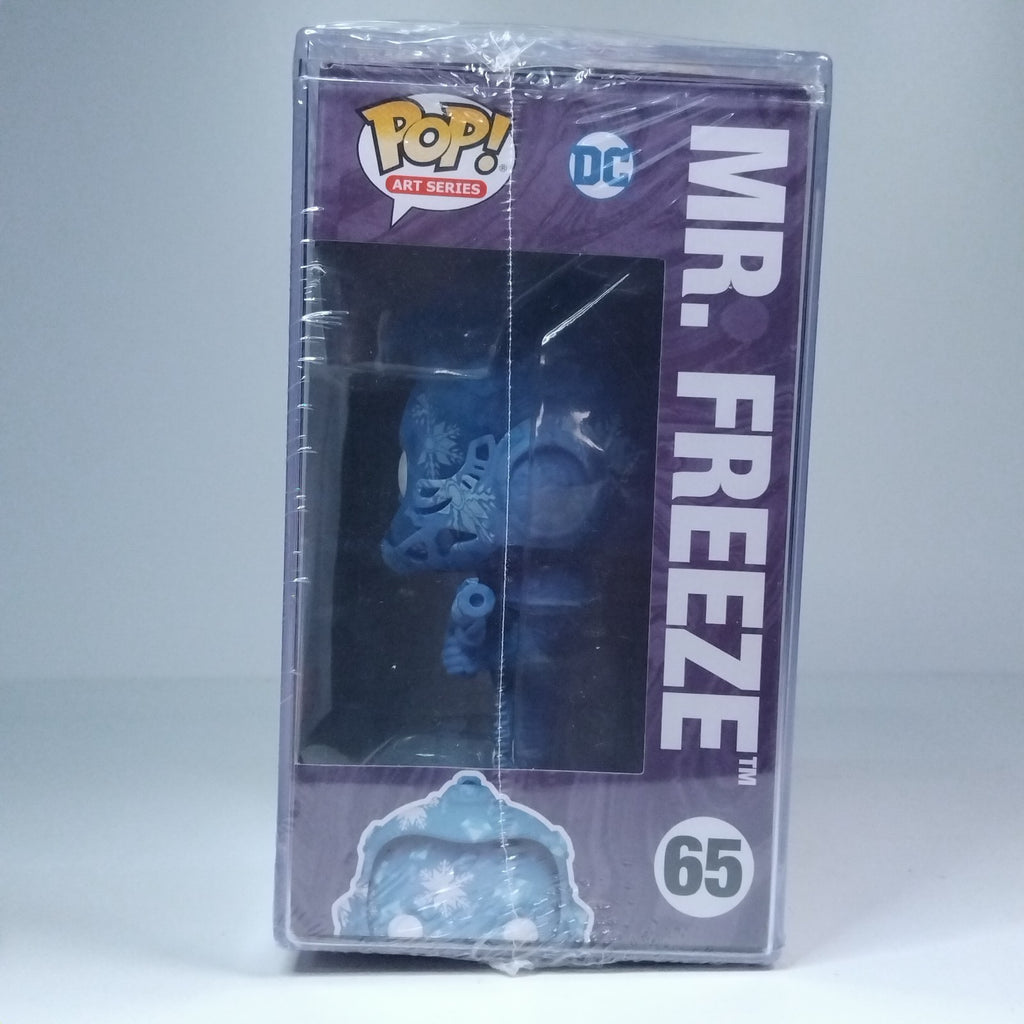 POP!®
ART SERIES
DC
MR. FREEZE™
65